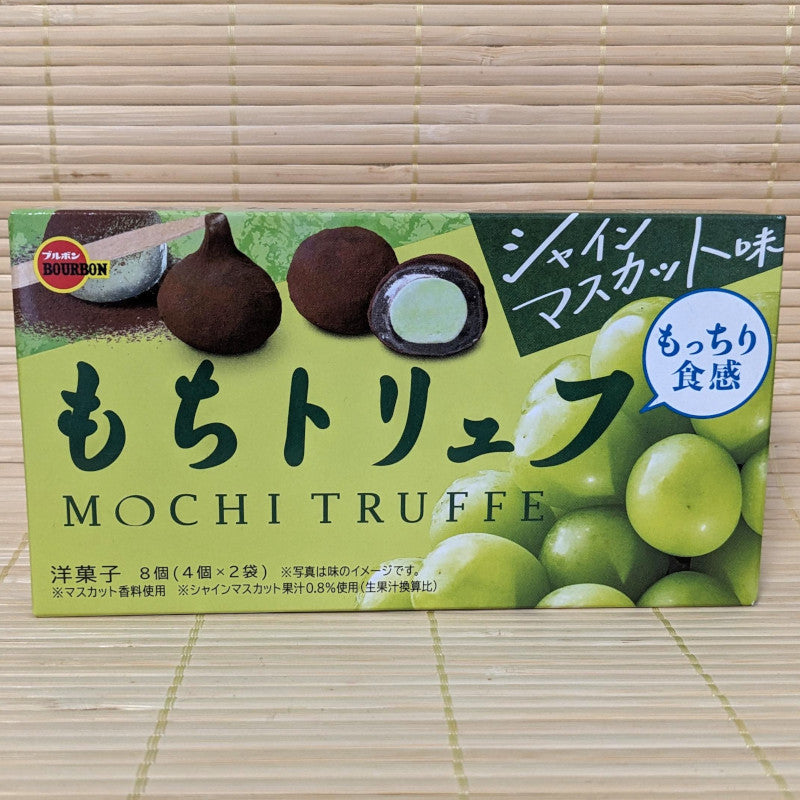 ブルボン
BOURBON
シャイン
マスカット味
もっちり
食感
もちトリュフ
MOCHI TRUFFE
洋菓子 8個(4個×2袋) ※写真は味のイメージです。
※マスカット香料使用 ※シャインマスカット果汁0.8%使用(生果汁換算比)